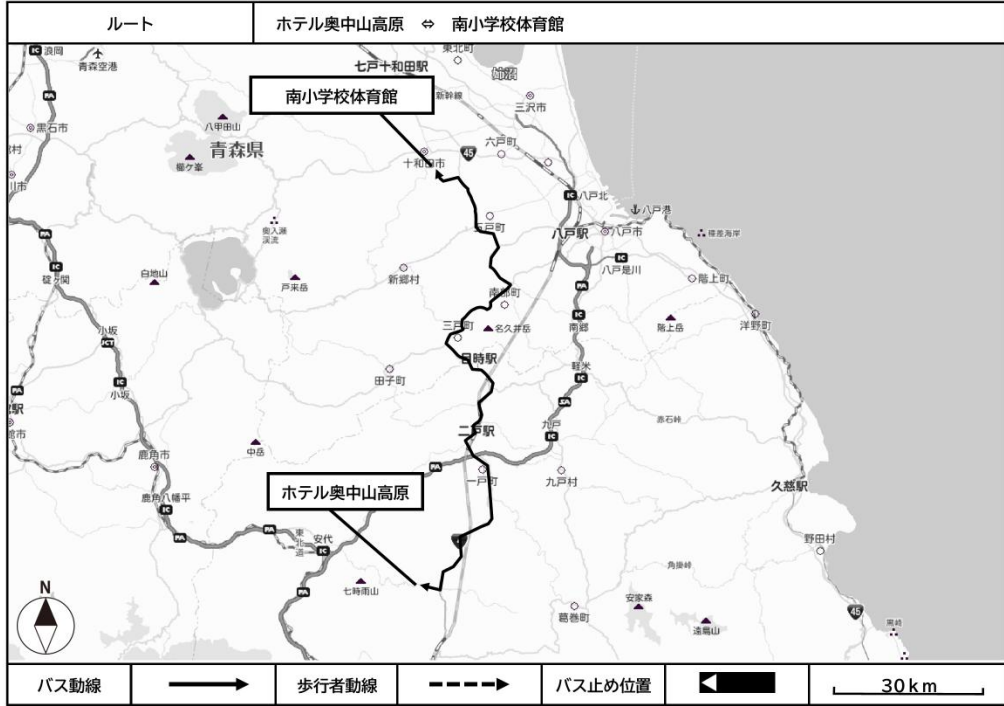 ルート
ホテル奥中山高原 ⇔ 南小学校体育館
浪岡
東北町
青森空港
七戸十和田駅
姉沼
新幹線
三沢市
南小学校体育館
黒石市
八甲田山
六戸町
青森県
45
櫛ケ峯
十和田市
八戸北
八戸港
五戸町
奥入瀬
渓流
八戸駅
八戸市
種差海岸
碇ケ関
白地山
戸来岳
新郷村
八戸是川
階上町
南部町
小坂
三戸町
名久井岳
南郷
階上岳
洋野町
目時駅
小坂
田子町
軽米
赤石峠
中岳
二戸駅
九戸
鹿角市
一戸町
九戸村
久慈駅
鹿角八幡平
ホテル奥中山高原
東北道
安代
野田村
七時雨山
角掛峠
安家森
葛巻町
遠島山
45
黒崎
N
バス動線
歩行者動線
バス止め位置
30km